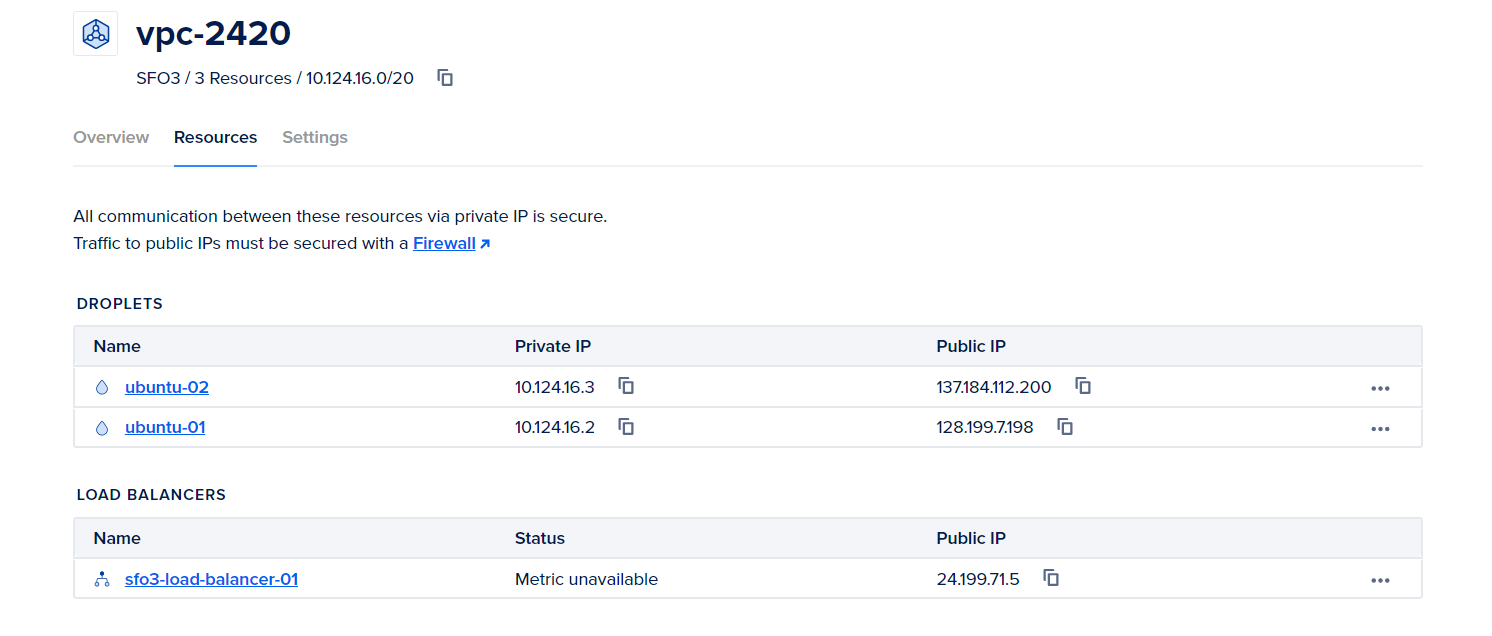 vpc-2420
SFO3 / 3 Resources / 10.124.16.0/20
Overview Resources Settings
All communication between these resources via private IP is secure.
Traffic to public IPs must be secured with a Firewall
DROPLETS
Name Private IP Public IP
ubuntu-02 10.124.16.3 137.184.112.200
ubuntu-01 10.124.16.2 128.199.7.198
LOAD BALANCERS
Name Status Public IP
sfo3-load-balancer-01 Metric unavailable 24.199.71.5